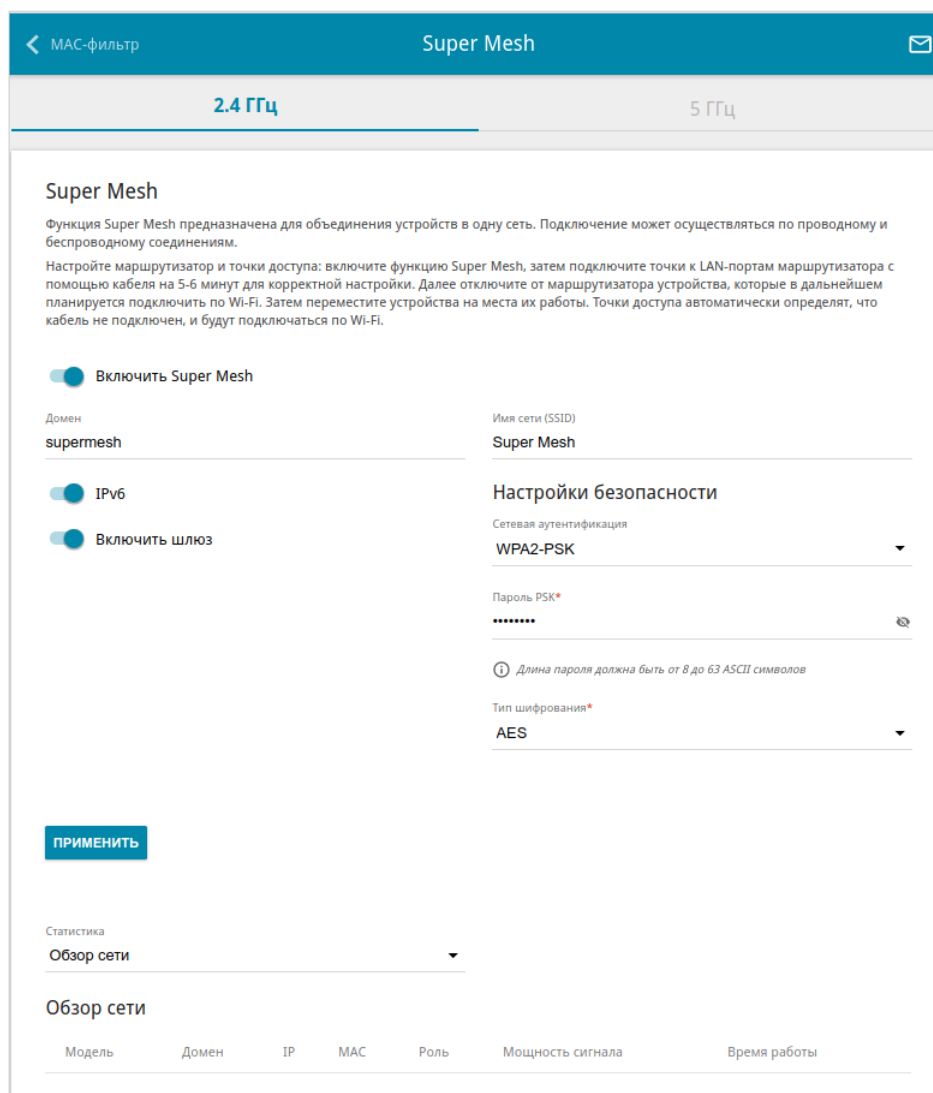 MAC-фильтр
Super Mesh
2.4 ГГц
5 ГГц
Super Mesh
Функция Super Mesh предназначена для объединения устройств в одну сеть. Подключение может осуществляться по проводному и
беспроводному соединениям.
Настройте маршрутизатор и точки доступа: включите функцию Super Mesh, затем подключите точки к LAN-портам маршрутизатора с
помощью кабеля на 5-6 минут для корректной настройки. Далее отключите от маршрутизатора устройства, которые в дальнейшем
планируется подключить по Wi-Fi. Затем переместите устройства на места их работы. Точки доступа автоматически определят, что
кабель не подключен, и будут подключаться по Wi-Fi.
Включить Super Mesh
Домен
supermesh
Имя сети (SSID)
Super Mesh
IPv6
Включить шлюз
Настройки безопасности
Сетевая аутентификация
WPA2-PSK
Пароль PSK*
••••••••
Длина пароля должна быть от 8 до 63 ASCII символов
Тип шифрования*
AES
ПРИМЕНИТЬ
Статистика
Обзор сети
Обзор сети
Модель Домен IP MAC Роль Мощность сигнала Время работы